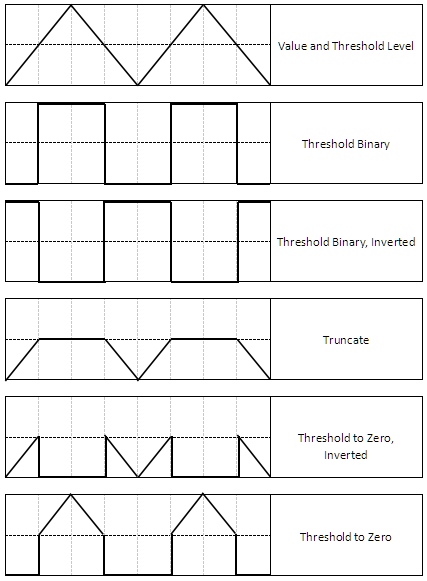 Value and Threshold Level
Threshold Binary
Threshold Binary, Inverted
Truncate
Threshold to Zero,
Inverted
Threshold to Zero